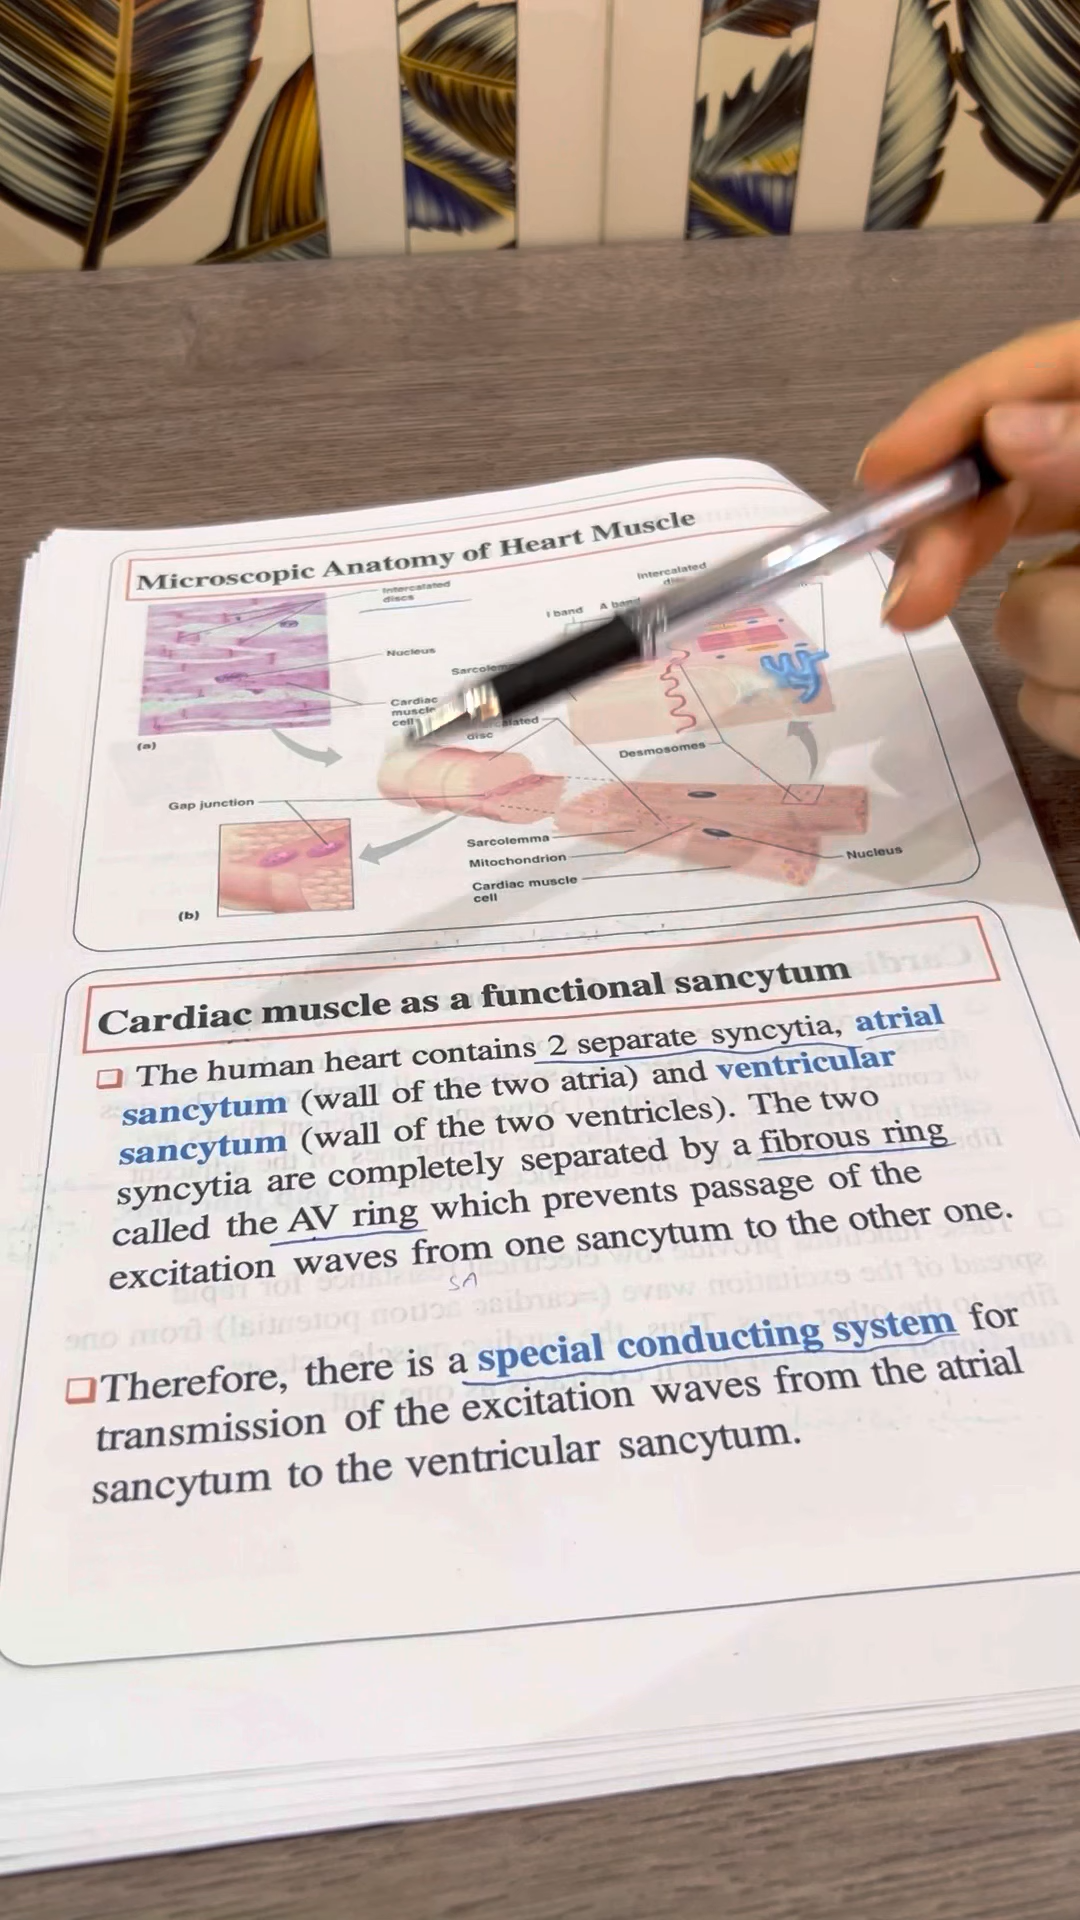 Microscopic Anatomy of Heart Muscle
Intercalated
discs
Intercalated
I band
Nucleus
Cardiac
muscle
cell
disc
(a)
Desmosomes
Gap junction
Sarcolemma
Mitochondrion
Nucleus
Cardiac muscle
cell
(b)
Cardiac muscle as a functional sancytum
The human heart contains 2 separate syncytia, atrial
sancytum (wall of the two atria) and ventricular
sancytum (wall of the two ventricles). The two
syncytia are completely separated by a fibrous ring
called the AV ring which prevents passage of the
excitation waves from one sancytum to the other one.
SA
Therefore, there is a special conducting system for
transmission of the excitation waves from the atrial
sancytum to the ventricular sancytum.